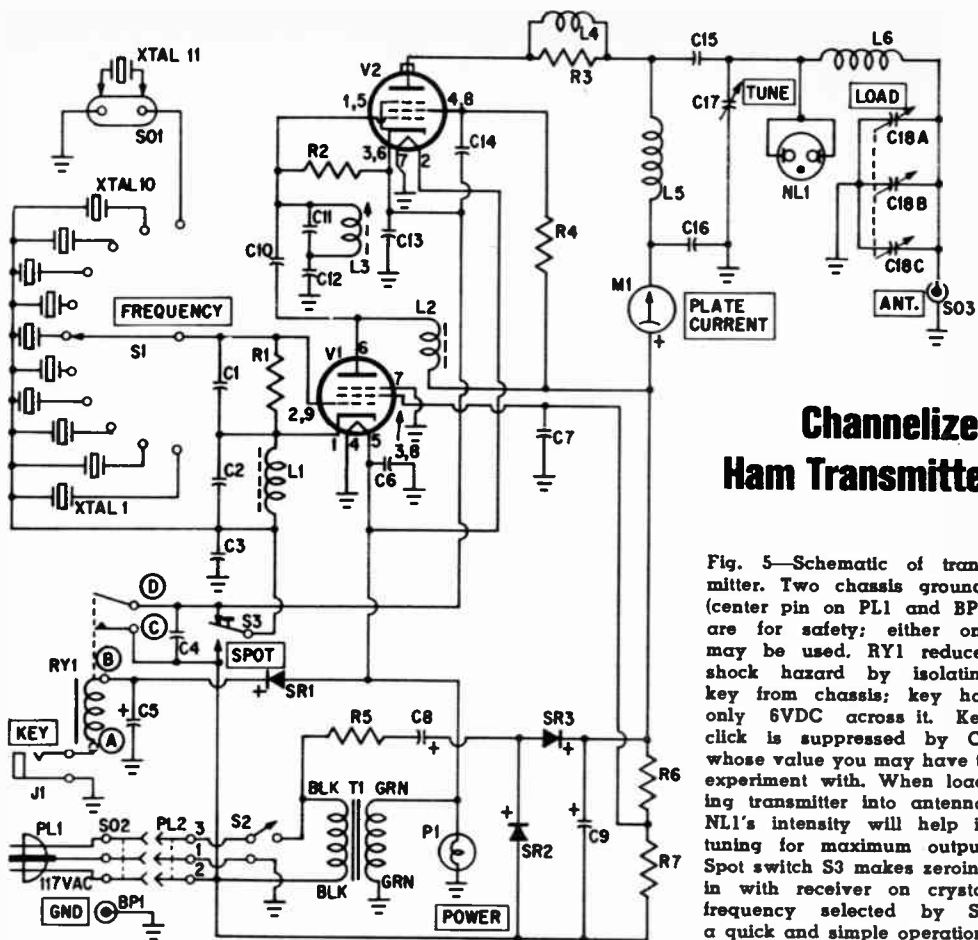 XTAL 11
SO1
XTAL10
FREQUENCY
S1
XTAL 1
V2
1,5
4,8
3,6
7
2
R2
C14
C11
L3
C12
C13
C10
R4
L4
R3
C15
L6
C17
TUNE
LOAD
C18A
NL1
C18B
C18C
L5
C16
M1
PLATE
CURRENT
+
ANT.
SO3
L2
R1
V1
6
7
2,9
1
4
5
3,8
C1
C2
L1
C6
C7
C3
D
C
C4
S3
SPOT
RY1
B
+
C5
+
SR1
KEY
A
J1
R5
C8
+
SR3
+
R6
BLK
T1
GRN
PL1
SO2
PL2
3
S2
1
2
117VAC
BLK
GRN
P1
+
SR2
+
C9
R7
GND
BP1
POWER
Channelize
Ham Transmitte
Fig. 5—Schematic of tran
mitter. Two chassis ground
(center pin on PL1 and BP
are for safety; either on
may be used. RY1 reduce
shock hazard by isolatin
key from chassis; key ha
only 6VDC across it. Ke
click is suppressed by C
whose value you may have t
experiment with. When load
ing transmitter into antenn
NL1's intensity will help i
tuning for maximum outpu
Spot switch S3 makes zeroin
in with receiver on crysta
frequency selected by S
a quick and simple operation